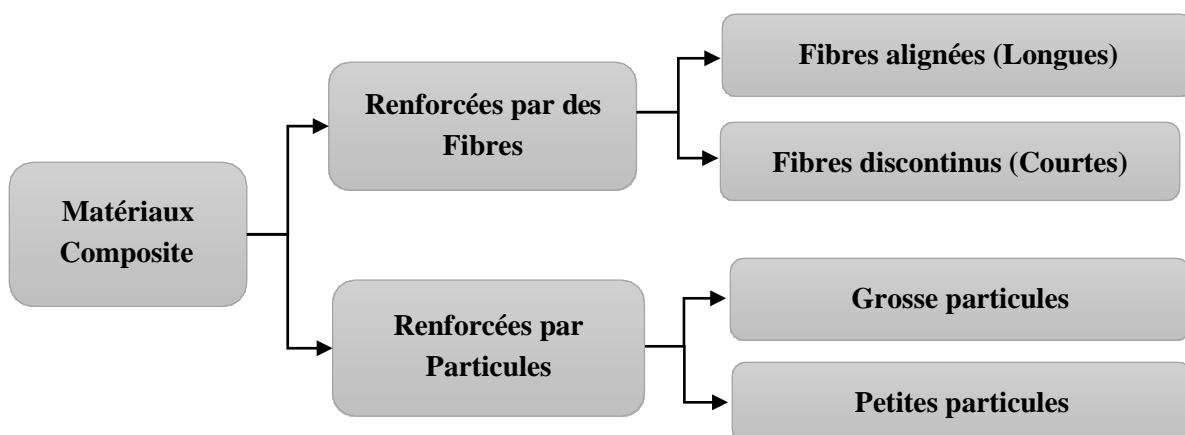 Matériaux
Composite
Renforcées par des
Fibres
Fibres alignées (Longues)
Fibres discontinus (Courtes)
Renforcées par
Particules
Grosse particules
Petites particules